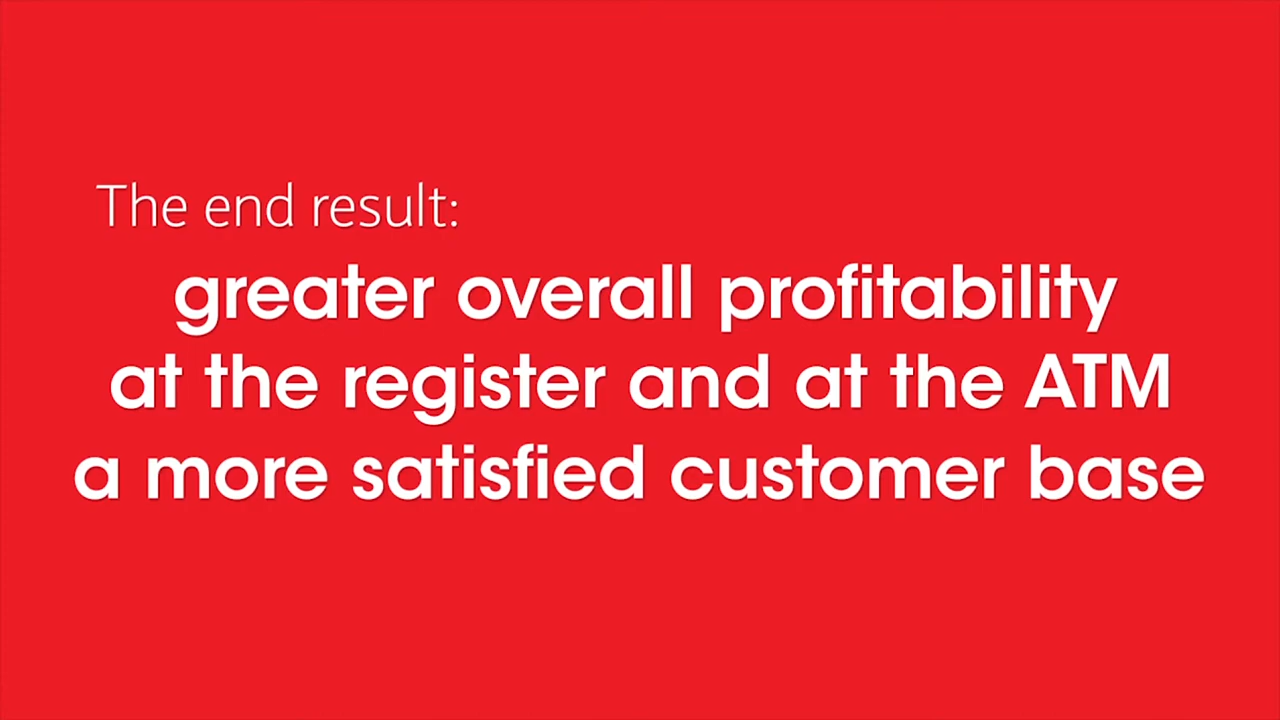 The end result:
greater overall profitability
at the register and at the ATM
a more satisfied customer base